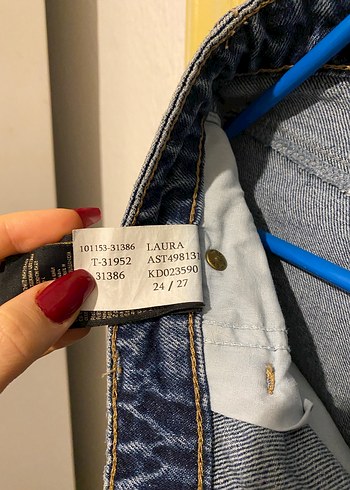 101153-31386 LAURA
T-31952 AST498131
31386 KD023590
24 / 27